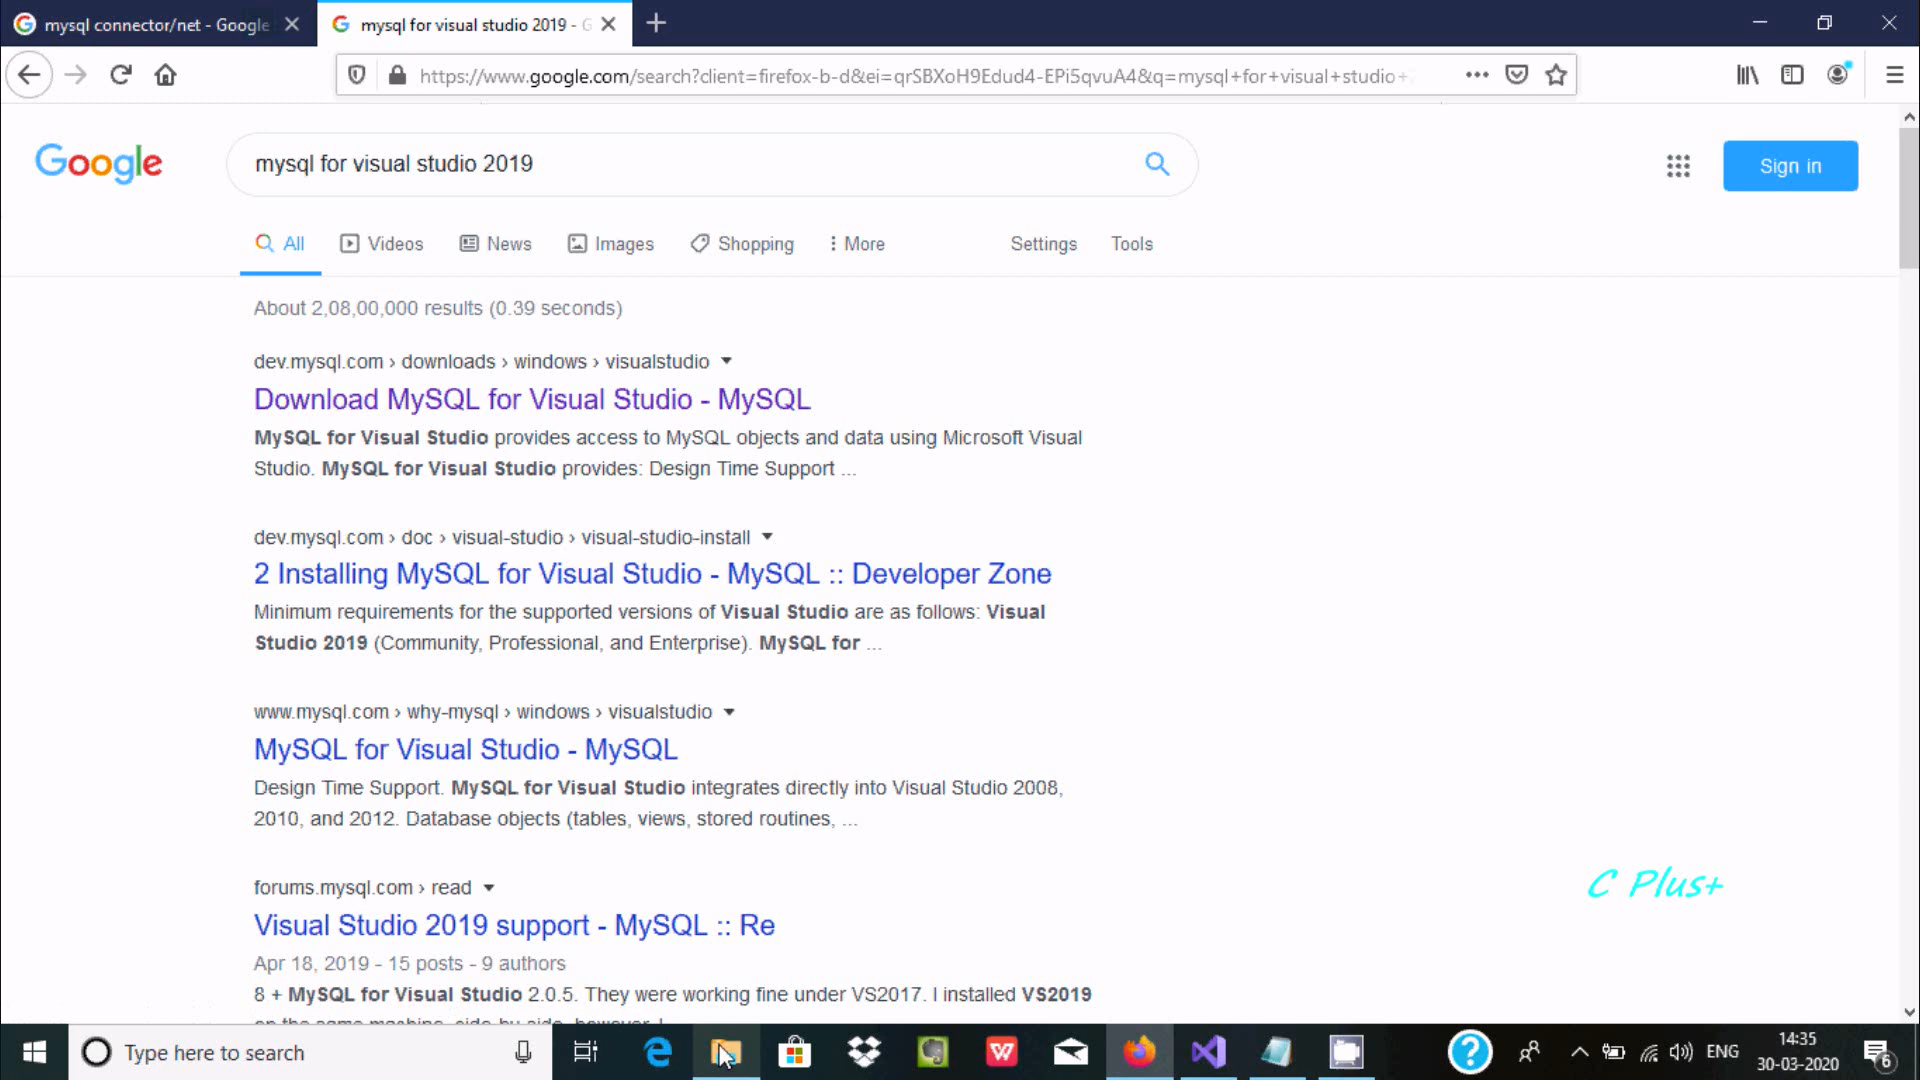 mysql connector/net - Google
mysql for visual studio 2019 - G
https://www.google.com/search?client=firefox-b-d&ei=qrSBXoH9Edud4-EPi5qvuA4&q=mysql+for+visual+studio+
Google
mysql for visual studio 2019
Sign in
All Videos News Images Shopping More Settings Tools
About 2,08,00,000 results (0.39 seconds)
dev.mysql.com › downloads › windows › visualstudio
Download MySQL for Visual Studio - MySQL
MySQL for Visual Studio provides access to MySQL objects and data using Microsoft Visual
Studio. MySQL for Visual Studio provides: Design Time Support ...
dev.mysql.com › doc › visual-studio › visual-studio-install
2 Installing MySQL for Visual Studio - MySQL :: Developer Zone
Minimum requirements for the supported versions of Visual Studio are as follows: Visual
Studio 2019 (Community, Professional, and Enterprise). MySQL for ...
www.mysql.com › why-mysql › windows › visualstudio
MySQL for Visual Studio - MySQL
Design Time Support. MySQL for Visual Studio integrates directly into Visual Studio 2008,
2010, and 2012. Database objects (tables, views, stored routines, ...
forums.mysql.com › read
Visual Studio 2019 support - MySQL :: Re
Apr 18, 2019 - 15 posts - 9 authors
8 + MySQL for Visual Studio 2.0.5. They were working fine under VS2017. I installed VS2019
on the same machine, side-by-side, however, I
C Plus+
Type here to search
ENG
14:35
30-03-2020
6